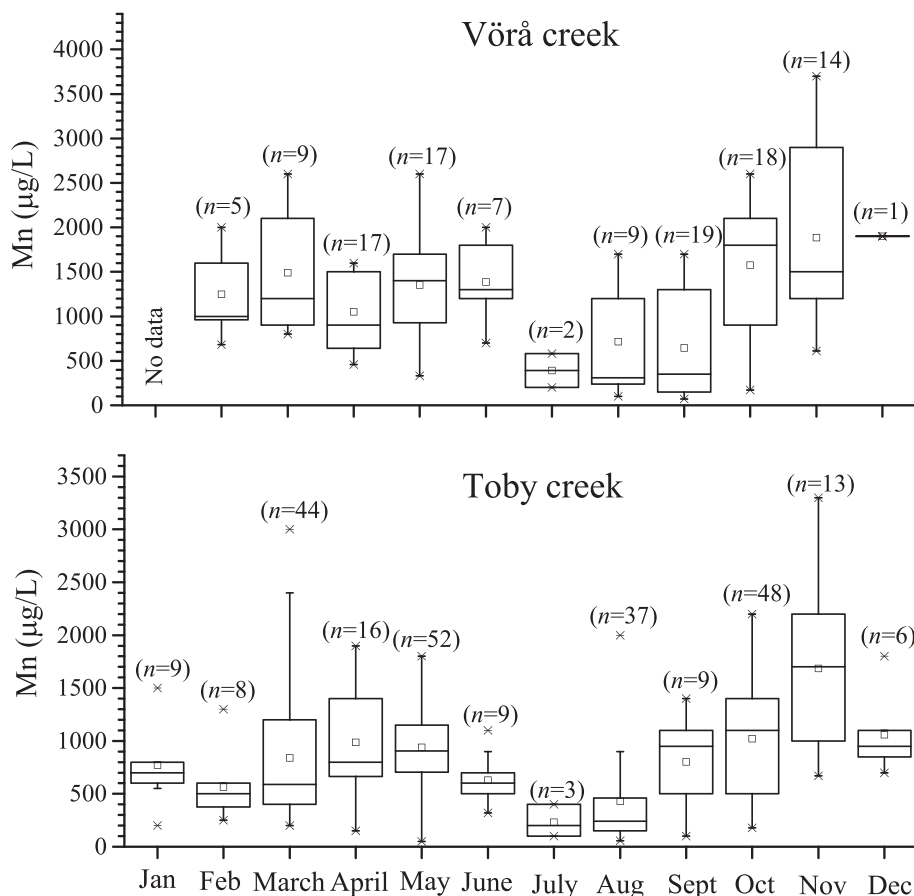 Vörå creek
Mn (µg/L)
4000
3500
3000
2500
2000
1500
1000
500
0
No data
(n=5)
(n=9)
(n=17)
(n=17)
(n=7)
(n=2)
(n=9)
(n=19)
(n=18)
(n=14)
(n=1)
Toby creek
Mn (µg/L)
3500
3000
2500
2000
1500
1000
500
0
(n=9)
(n=8)
(n=44)
(n=16)
(n=52)
(n=9)
(n=3)
(n=37)
(n=9)
(n=48)
(n=13)
(n=6)
Jan Feb March April May June July Aug Sept Oct Nov Dec